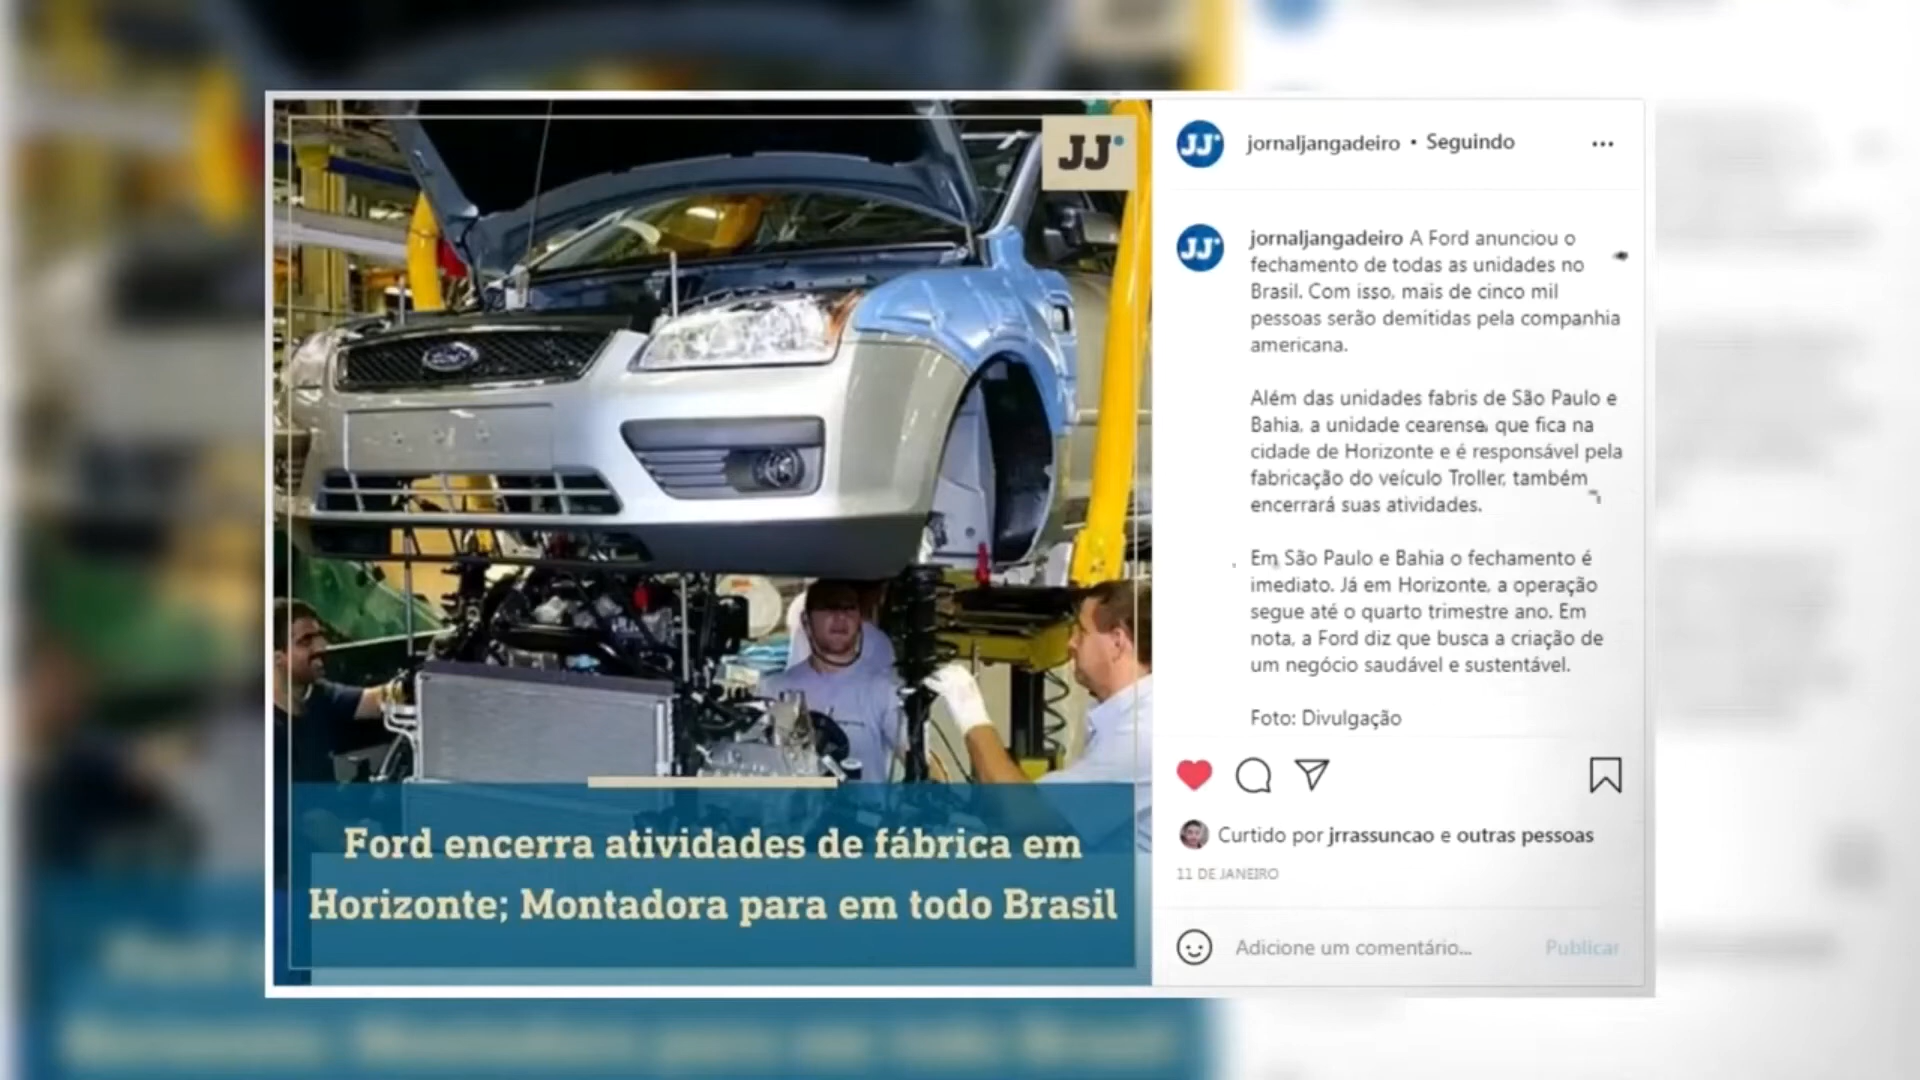 JJ
Ford
Ford encerra atividades de fábrica em
Horizonte; Montadora para em todo Brasil
JJ
jornaljangadeiro • Seguindo
...
JJ
jornaljangadeiro A Ford anunciou o
fechamento de todas as unidades no
Brasil. Com isso, mais de cinco mil
pessoas serão demitidas pela companhia
americana.
Além das unidades fabris de São Paulo e
Bahia, a unidade cearense, que fica na
cidade de Horizonte e é responsável pela
fabricação do veículo Troller, também
encerrará suas atividades.
Em São Paulo e Bahia o fechamento é
imediato. Já em Horizonte, a operação
segue até o quarto trimestre ano. Em
nota, a Ford diz que busca a criação de
um negócio saudável e sustentável.
Foto: Divulgação
Curtido por jrrassuncao e outras pessoas
11 DE JANEIRO
Adicione um comentário...
Publicar